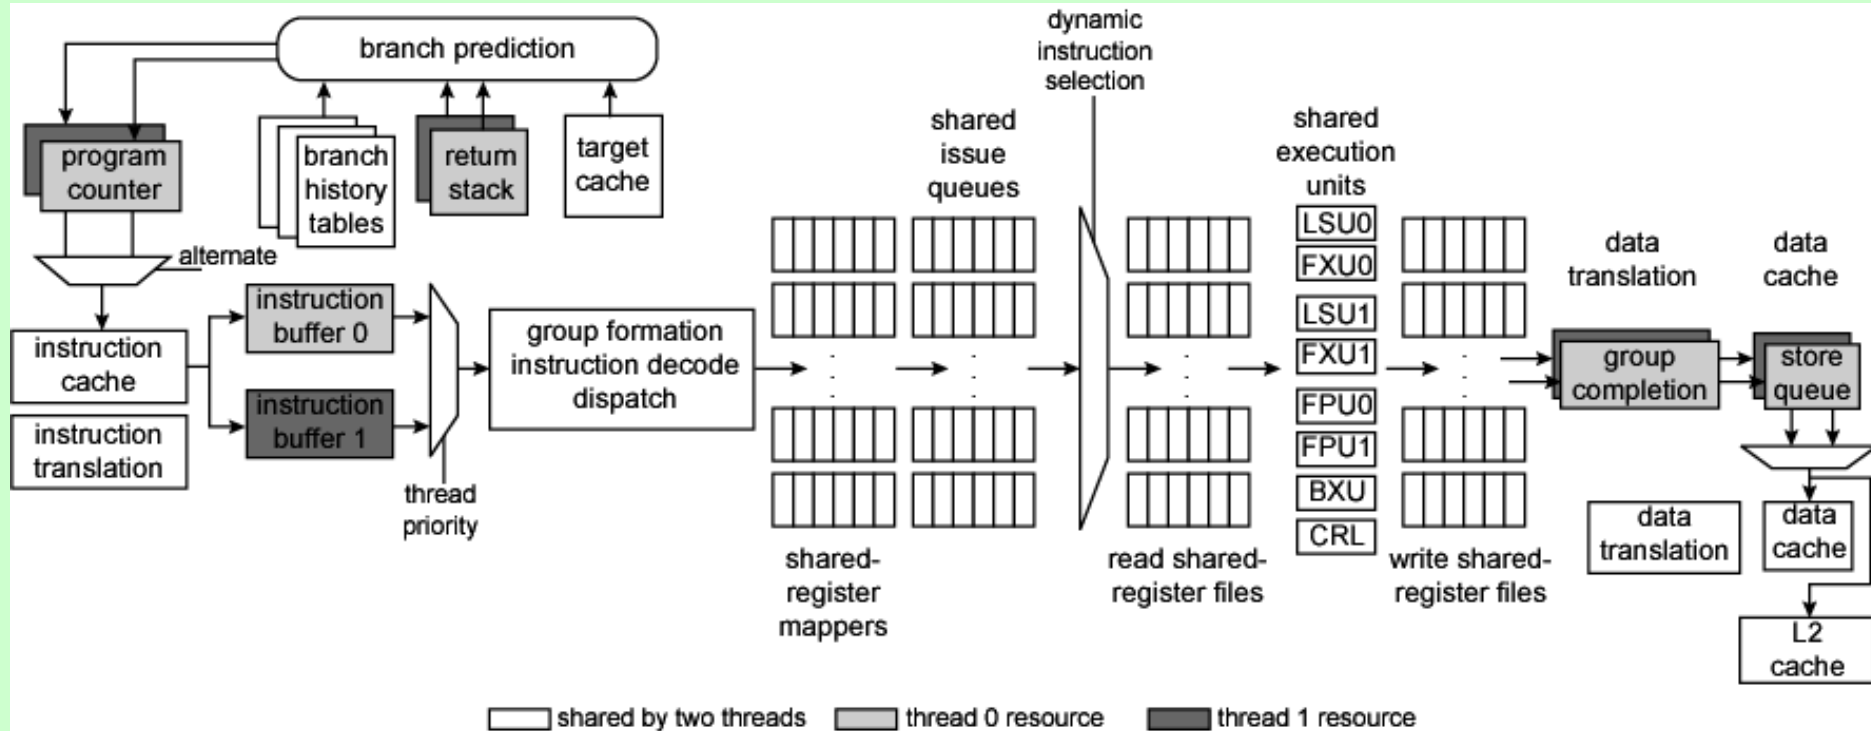 branch prediction
program
counter
branch
history
tables
return
stack
target
cache
alternate
instruction
cache
instruction
translation
instruction
buffer 0
instruction
buffer 1
thread
priority
group formation
instruction decode
dispatch
shared-
register
mappers
shared
issue
queues
dynamic
instruction
selection
read shared-
register files
shared
execution
units
LSU0
FXU0
LSU1
FXU1
FPU0
FPU1
BXU
CRL
write shared-
register files
data
translation
group
completion
data
cache
store
queue
data
translation
data
cache
L2
cache
shared by two threads
thread 0 resource
thread 1 resource